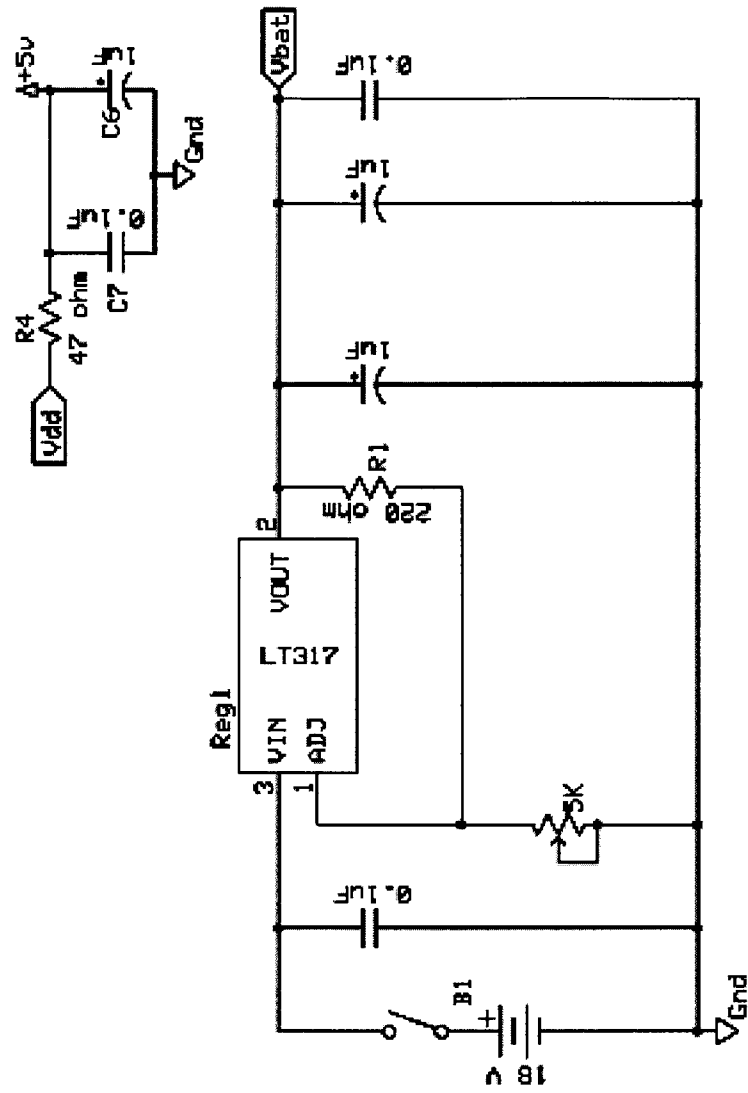 Vdd
R4
47 ohm
0.1uF
C7
+5v
1uF
C6
Gnd
Vbat
0.1uF
1uF
1uF
R1
220 ohm
2
VOUT
LT317
Reg1
VIN
ADJ
3
1
5K
0.1uF
B1
+
18 V
Gnd